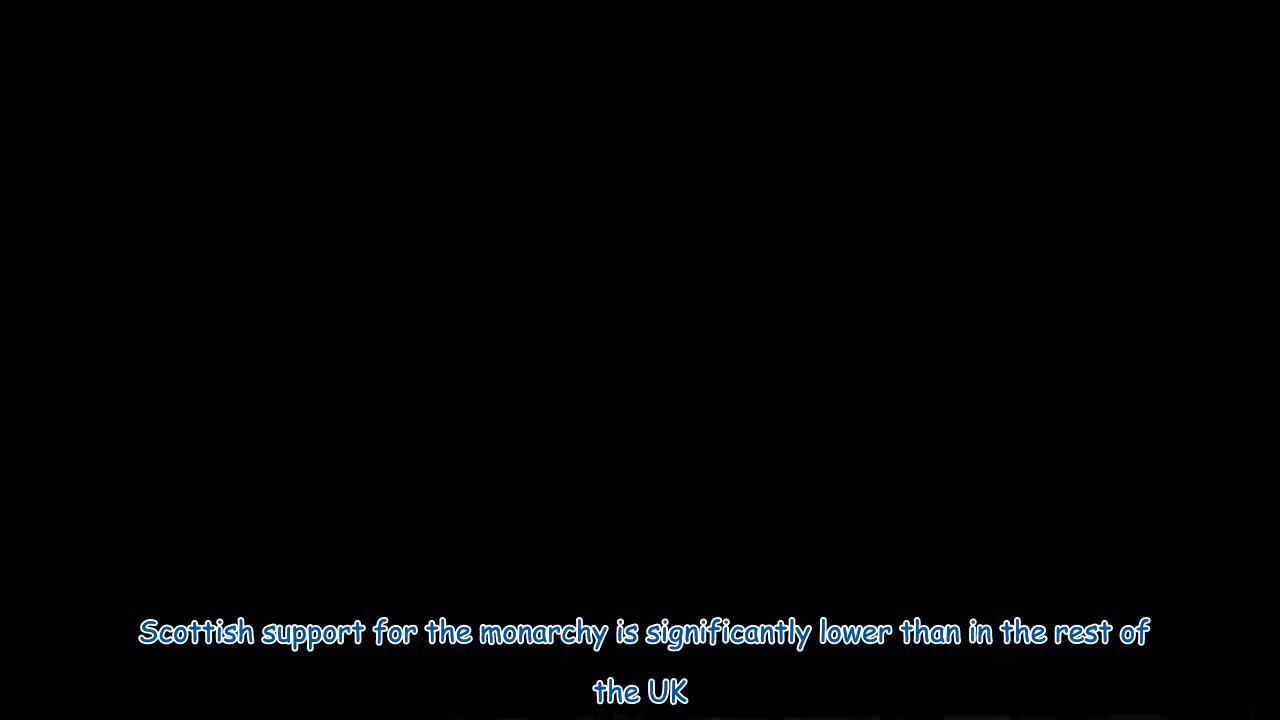 Scottish support for the monarchy is significantly lower than in the rest of
the UK